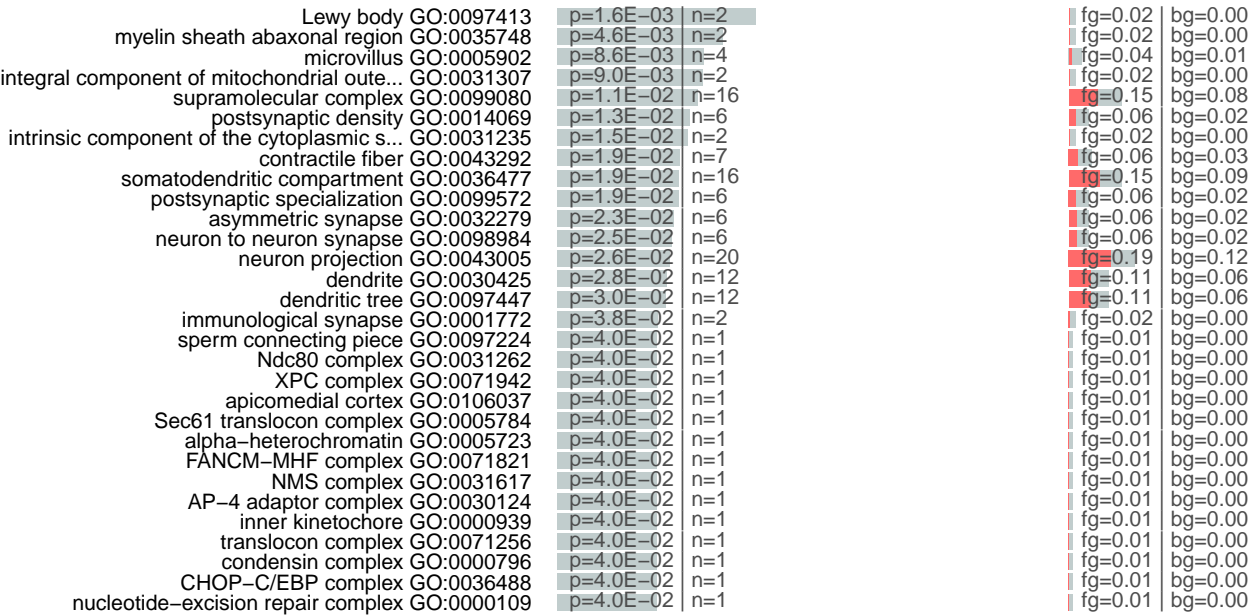 Lewy body GO:0097413 p=1.6E−03 | n=2 fg=0.02 | bg=0.00
myelin sheath abaxonal region GO:0035748 p=4.6E−03 | n=2 fg=0.02 | bg=0.00
microvillus GO:0005902 p=8.6E−03 | n=4 fg=0.04 | bg=0.01
integral component of mitochondrial oute... GO:0031307 p=9.0E−03 | n=2 fg=0.02 | bg=0.00
supramolecular complex GO:0099080 p=1.1E−02 | n=16 fg=0.15 | bg=0.08
postsynaptic density GO:0014069 p=1.3E−02 | n=6 fg=0.06 | bg=0.02
intrinsic component of the cytoplasmic s... GO:0031235 p=1.5E−02 | n=2 fg=0.02 | bg=0.00
contractile fiber GO:0043292 p=1.9E−02 | n=7 fg=0.06 | bg=0.03
somatodendritic compartment GO:0036477 p=1.9E−02 | n=16 fg=0.15 | bg=0.09
postsynaptic specialization GO:0099572 p=1.9E−02 | n=6 fg=0.06 | bg=0.02
asymmetric synapse GO:0032279 p=2.3E−02 | n=6 fg=0.06 | bg=0.02
neuron to neuron synapse GO:0098984 p=2.5E−02 | n=6 fg=0.06 | bg=0.02
neuron projection GO:0043005 p=2.6E−02 | n=20 fg=0.19 | bg=0.12
dendrite GO:0030425 p=2.8E−02 | n=12 fg=0.11 | bg=0.06
dendritic tree GO:0097447 p=3.0E−02 | n=12 fg=0.11 | bg=0.06
immunological synapse GO:0001772 p=3.8E−02 | n=2 fg=0.02 | bg=0.00
sperm connecting piece GO:0097224 p=4.0E−02 | n=1 fg=0.01 | bg=0.00
Ndc80 complex GO:0031262 p=4.0E−02 | n=1 fg=0.01 | bg=0.00
XPC complex GO:0071942 p=4.0E−02 | n=1 fg=0.01 | bg=0.00
apicomedial cortex GO:0106037 p=4.0E−02 | n=1 fg=0.01 | bg=0.00
Sec61 translocon complex GO:0005784 p=4.0E−02 | n=1 fg=0.01 | bg=0.00
alpha−heterochromatin GO:0005723 p=4.0E−02 | n=1 fg=0.01 | bg=0.00
FANCM−MHF complex GO:0071821 p=4.0E−02 | n=1 fg=0.01 | bg=0.00
NMS complex GO:0031617 p=4.0E−02 | n=1 fg=0.01 | bg=0.00
AP−4 adaptor complex GO:0030124 p=4.0E−02 | n=1 fg=0.01 | bg=0.00
inner kinetochore GO:0000939 p=4.0E−02 | n=1 fg=0.01 | bg=0.00
translocon complex GO:0071256 p=4.0E−02 | n=1 fg=0.01 | bg=0.00
condensin complex GO:0000796 p=4.0E−02 | n=1 fg=0.01 | bg=0.00
CHOP−C/EBP complex GO:0036488 p=4.0E−02 | n=1 fg=0.01 | bg=0.00
nucleotide−excision repair complex GO:0000109 p=4.0E−02 | n=1 fg=0.01 | bg=0.00